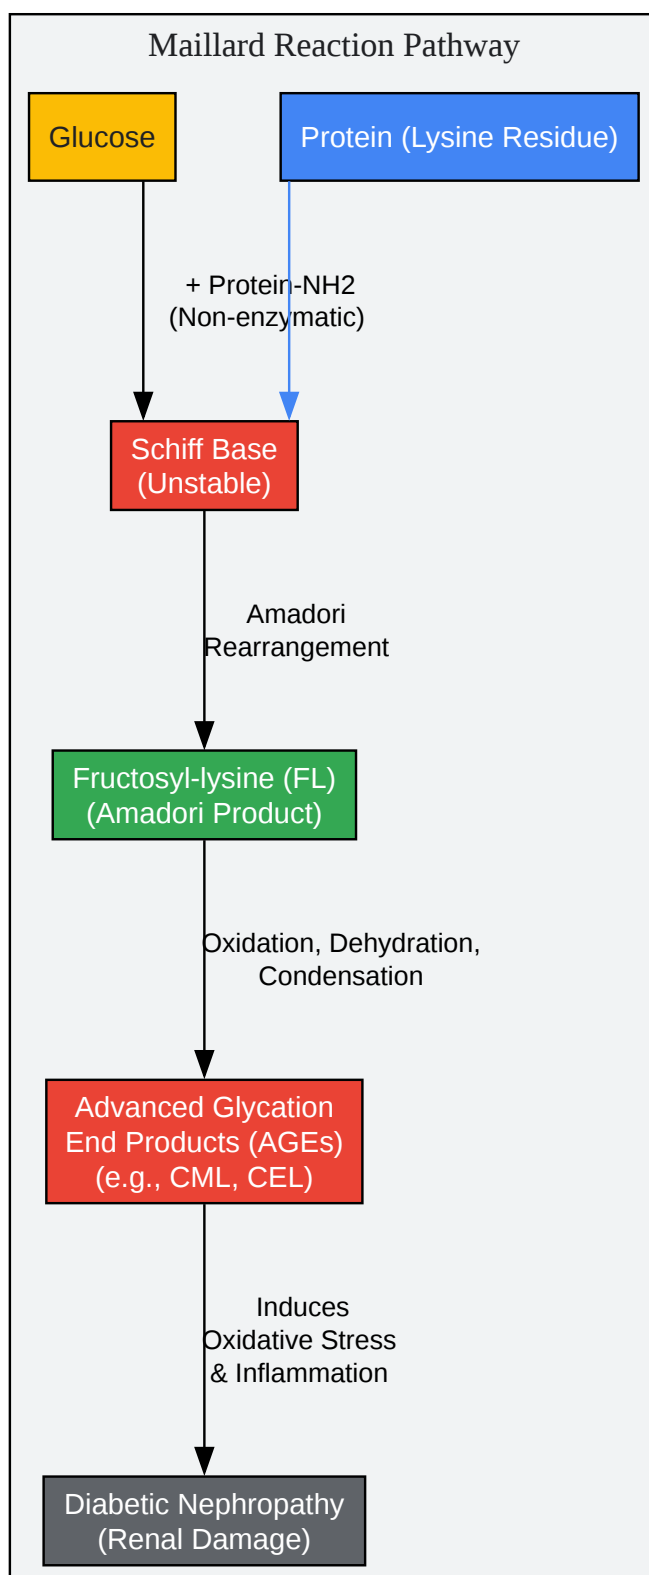 Maillard Reaction Pathway
Glucose
Protein (Lysine Residue)
+ Protein-NH2
(Non-enzymatic)
Schiff Base
(Unstable)
Amadori
Rearrangement
Fructosyl-lysine (FL)
(Amadori Product)
Oxidation, Dehydration,
Condensation
Advanced Glycation
End Products (AGEs)
(e.g., CML, CEL)
Induces
Oxidative Stress
& Inflammation
Diabetic Nephropathy
(Renal Damage)